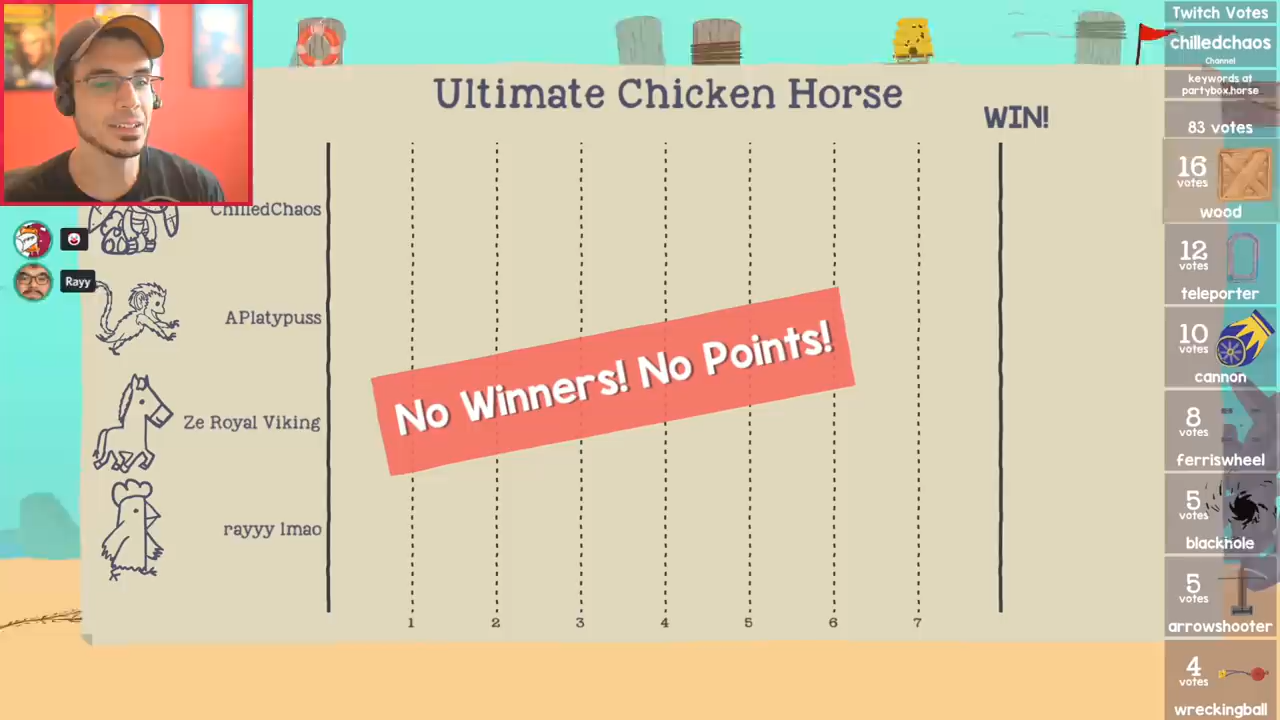 Ultimate Chicken Horse
WIN!
ChilledChaos
APlatypuss
Ze Royal Viking
rayyy lmao
No Winners! No Points!
1 2 3 4 5 6 7
Rayy
Twitch Votes
chilledchaos
Channel
keywords at
partybox.horse
83 votes
16
votes
wood
12
votes
teleporter
10
votes
cannon
8
votes
ferriswheel
5
votes
blackhole
5
votes
arrowshooter
4
votes
wreckingball